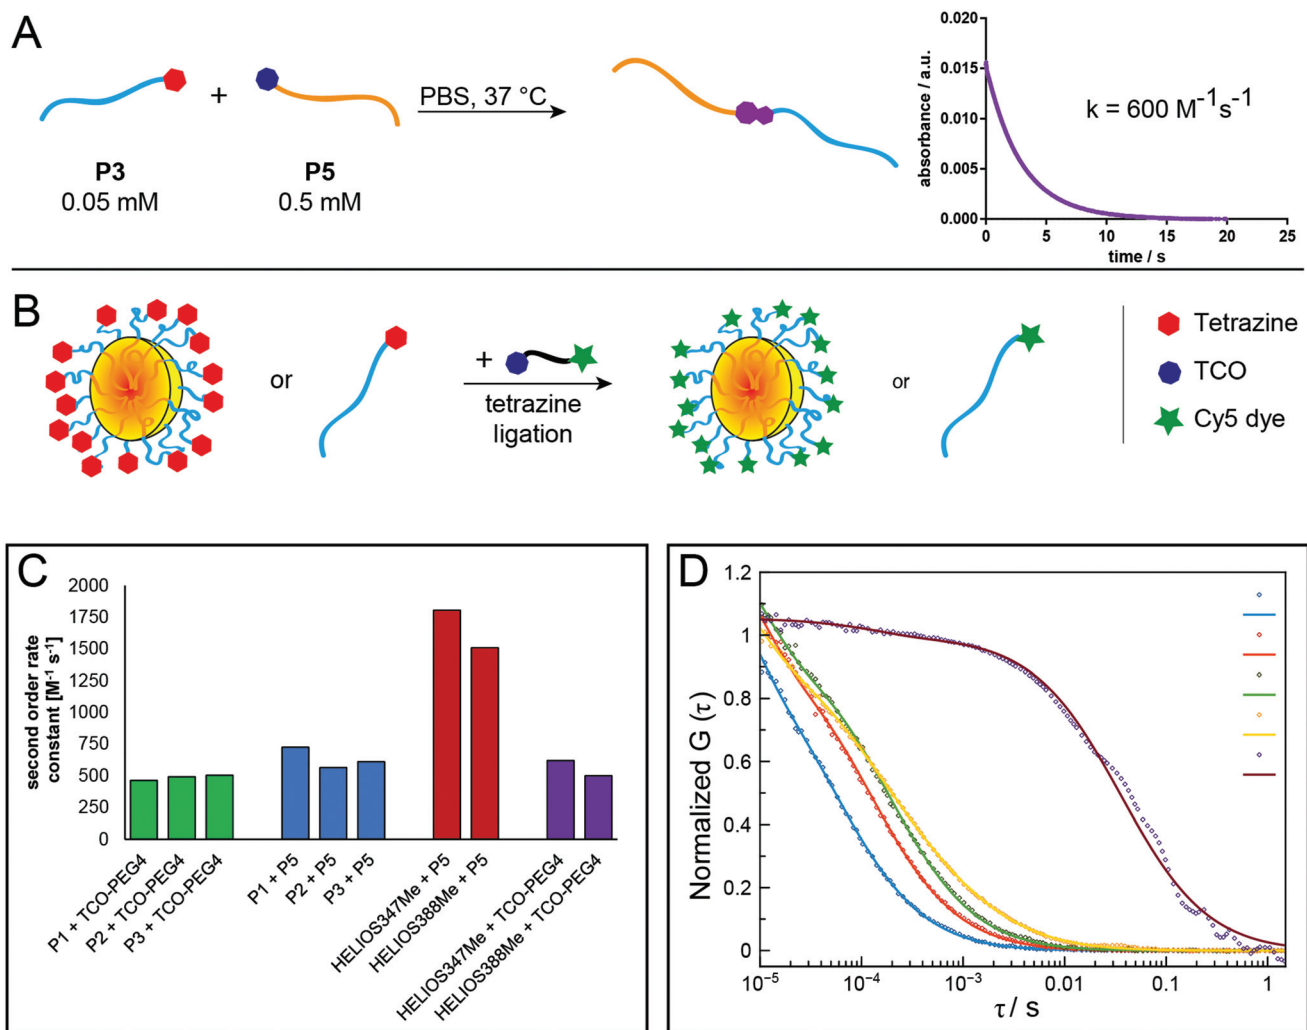 A
P3
0.05 mM
+
P5
0.5 mM
PBS, 37 °C
absorbance / a.u.
0.020
0.015
0.010
0.005
0.000
0 5 10 15 20 25
time / s
k = 600 M⁻¹s⁻¹
B
or
+
tetrazine
ligation
or
Tetrazine
TCO
Cy5 dye
C
second order rate
constant [M⁻¹ s⁻¹]
2000
1750
1500
1250
1000
750
500
250
0
P1 + TCO-PEG4
P2 + TCO-PEG4
P3 + TCO-PEG4
P1 + P5
P2 + P5
P3 + P5
HELIOS347Me + P5
HELIOS388Me + P5
HELIOS347Me + TCO-PEG4
HELIOS388Me + TCO-PEG4
D
Normalized G (τ)
1.2
1
0.8
0.6
0.4
0.2
0
10⁻⁵ 10⁻⁴ 10⁻³ 0.01 0.1 1
τ / s